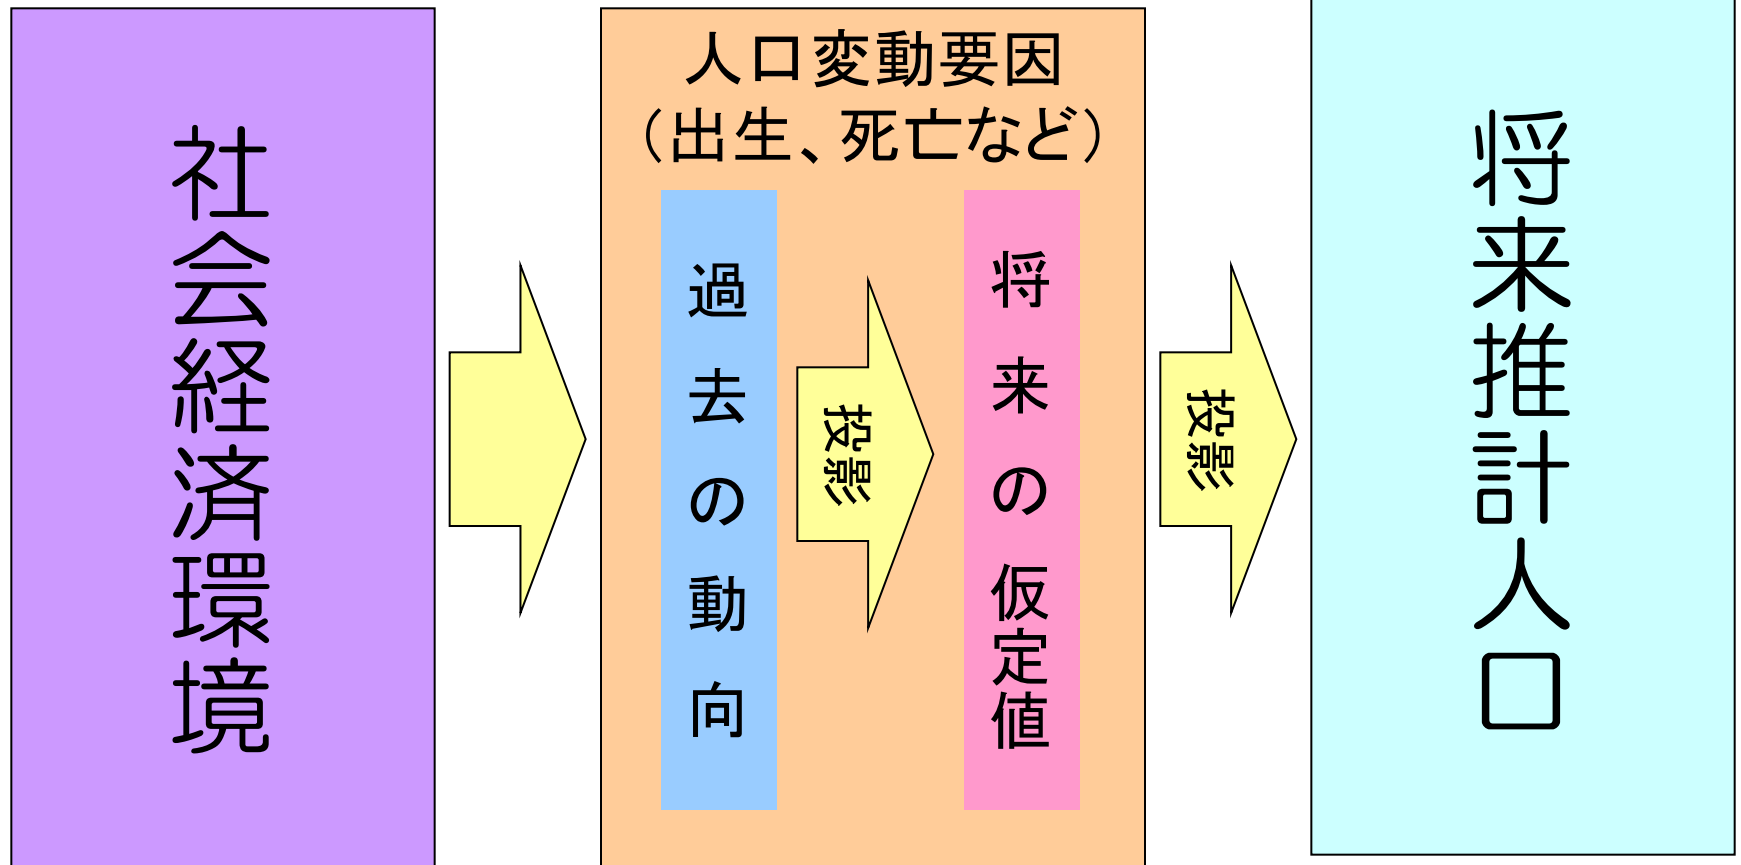 社会経済環境
人口変動要因
（出生、死亡など）
過去の動向
投影
将来の仮定値
投影
将来推計人口